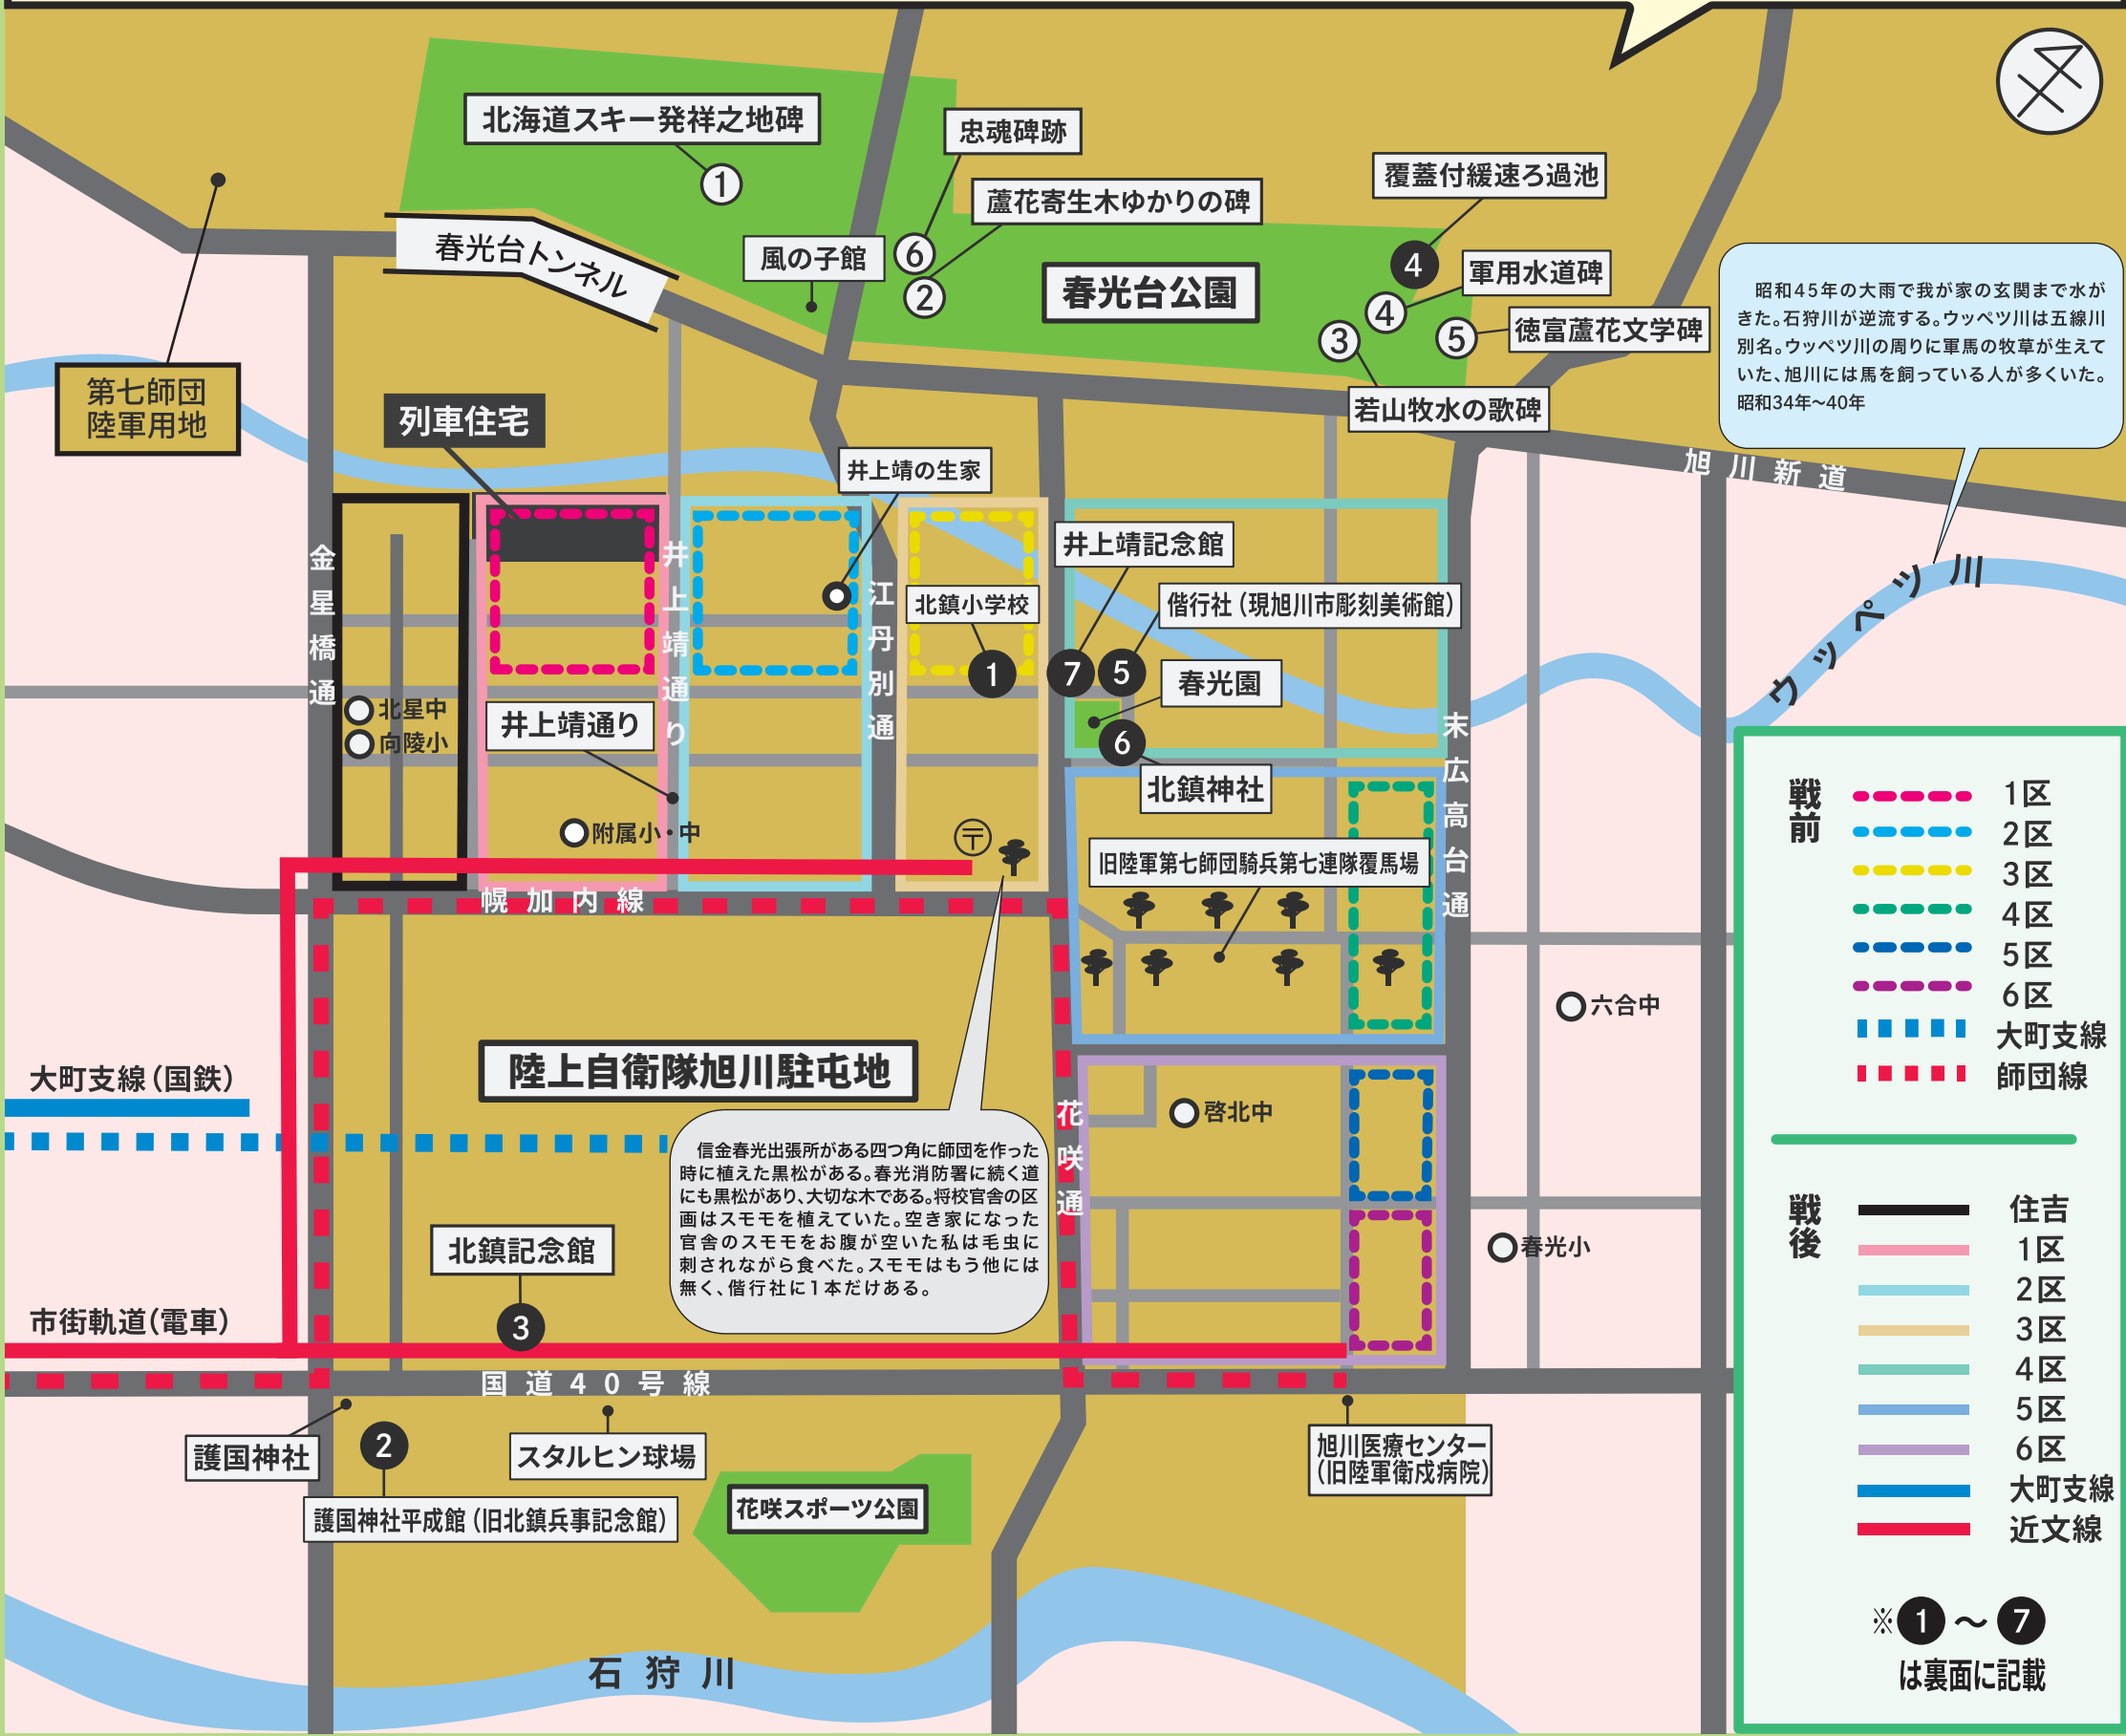 北海道スキー発祥之地碑
1
忠魂碑跡
蘆花寄生木ゆかりの碑
6
2
覆蓋付緩速ろ過池
4
春光台トンネル
風の子館
春光台公園
軍用水道碑
4
徳富蘆花文学碑
5
3
若山牧水の歌碑
昭和45年の大雨で我が家の玄関まで水が
きた。石狩川が逆流する。ウッペツ川は五線川
別名。ウッペツ川の周りに軍馬の牧草が生えて
いた、旭川には馬を飼っている人が多くいた。
昭和34年〜40年
第七師団
陸軍用地
列車住宅
井上靖の生家
旭川新道
ウッペツ川
金星橋通
井上靖通り
江丹別通
井上靖記念館
7
偕行社（現旭川市彫刻美術館）
5
北鎮小学校
1
春光園
6
北鎮神社
北星中
向陵小
井上靖通り
附属小・中
〒
末広高台通
旧陸軍第七師団騎兵第七連隊覆馬場
幌加内線
六合中
大町支線（国鉄）
陸上自衛隊旭川駐屯地
花咲通
啓北中
信金春光出張所がある四つ角に師団を作った
時に植えた黒松がある。春光消防署に続く道
にも黒松があり、大切な木である。将校官舎の区
画はスモモを植えていた。空き家になった
官舎のスモモをお腹が空いた私は毛虫に
刺されながら食べた。スモモはもう他には
無く、偕行社に1本だけある。
北鎮記念館
3
春光小
市街軌道（電車）
国道40号線
護国神社
2
護国神社平成館（旧北鎮兵事記念館）
スタルヒン球場
花咲スポーツ公園
旭川医療センター
（旧陸軍衛戍病院）
石狩川
戦前
1区
2区
3区
4区
5区
6区
大町支線
師団線
戦後
住吉
1区
2区
3区
4区
5区
6区
大町支線
近文線
※1〜7
は裏面に記載